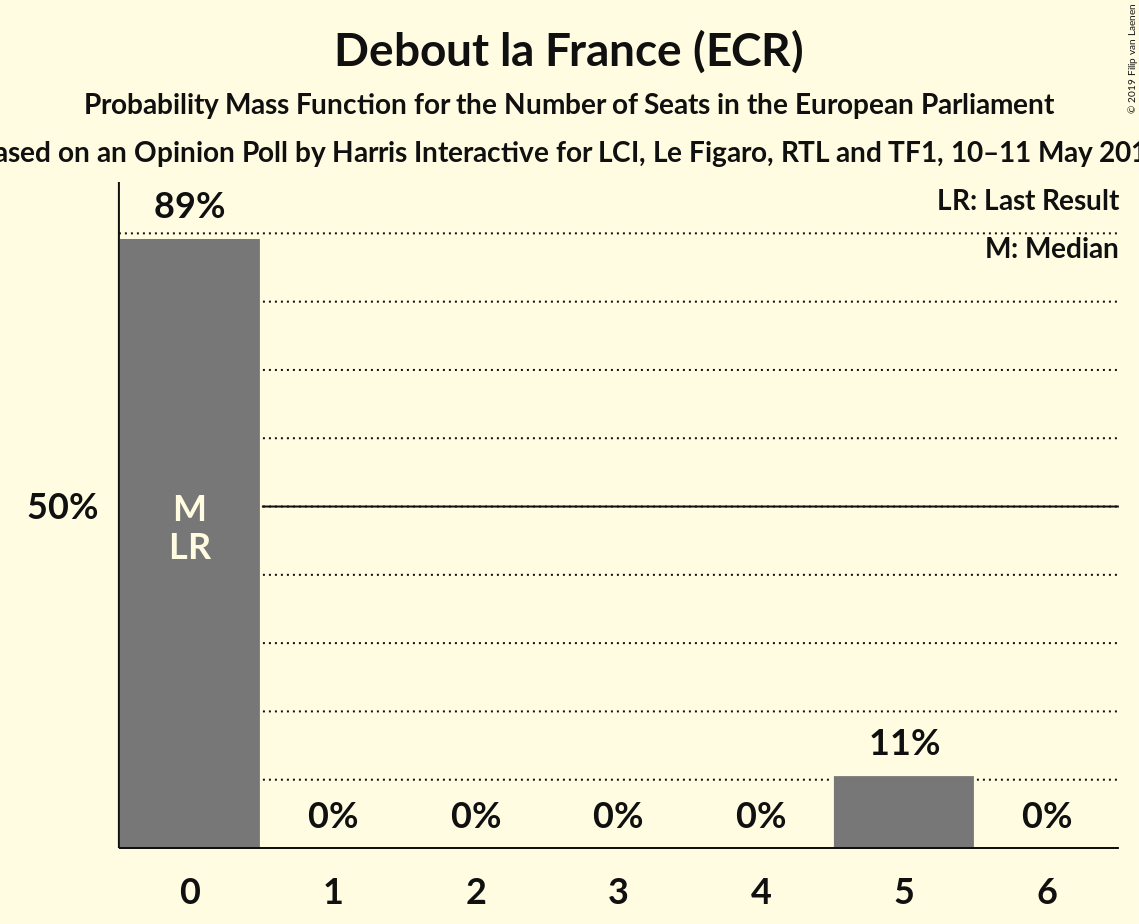 Debout la France (ECR)
Probability Mass Function for the Number of Seats in the European Parliament
ased on an Opinion Poll by Harris Interactive for LCI, Le Figaro, RTL and TF1, 10–11 May 201
© 2019 Filip van Laenen
LR: Last Result
M: Median
89%
50%
M
LR
11%
0% 0% 0% 0% 0%
0 1 2 3 4 5 6